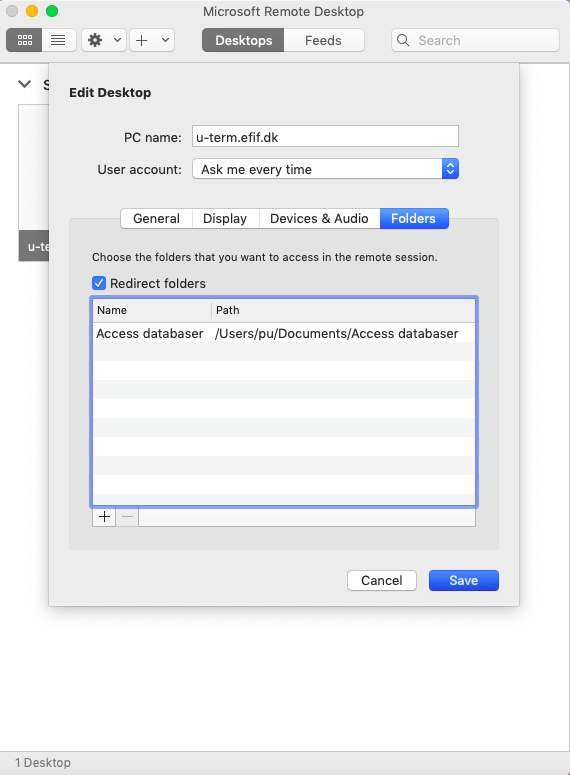 Microsoft Remote Desktop
Desktops Feeds Search
S
Edit Desktop
PC name: u-term.efif.dk
User account: Ask me every time
General Display Devices & Audio Folders
Choose the folders that you want to access in the remote session.
u-te
Redirect folders
Name Path
Access databaser /Users/pu/Documents/Access databaser
Cancel Save
1 Desktop